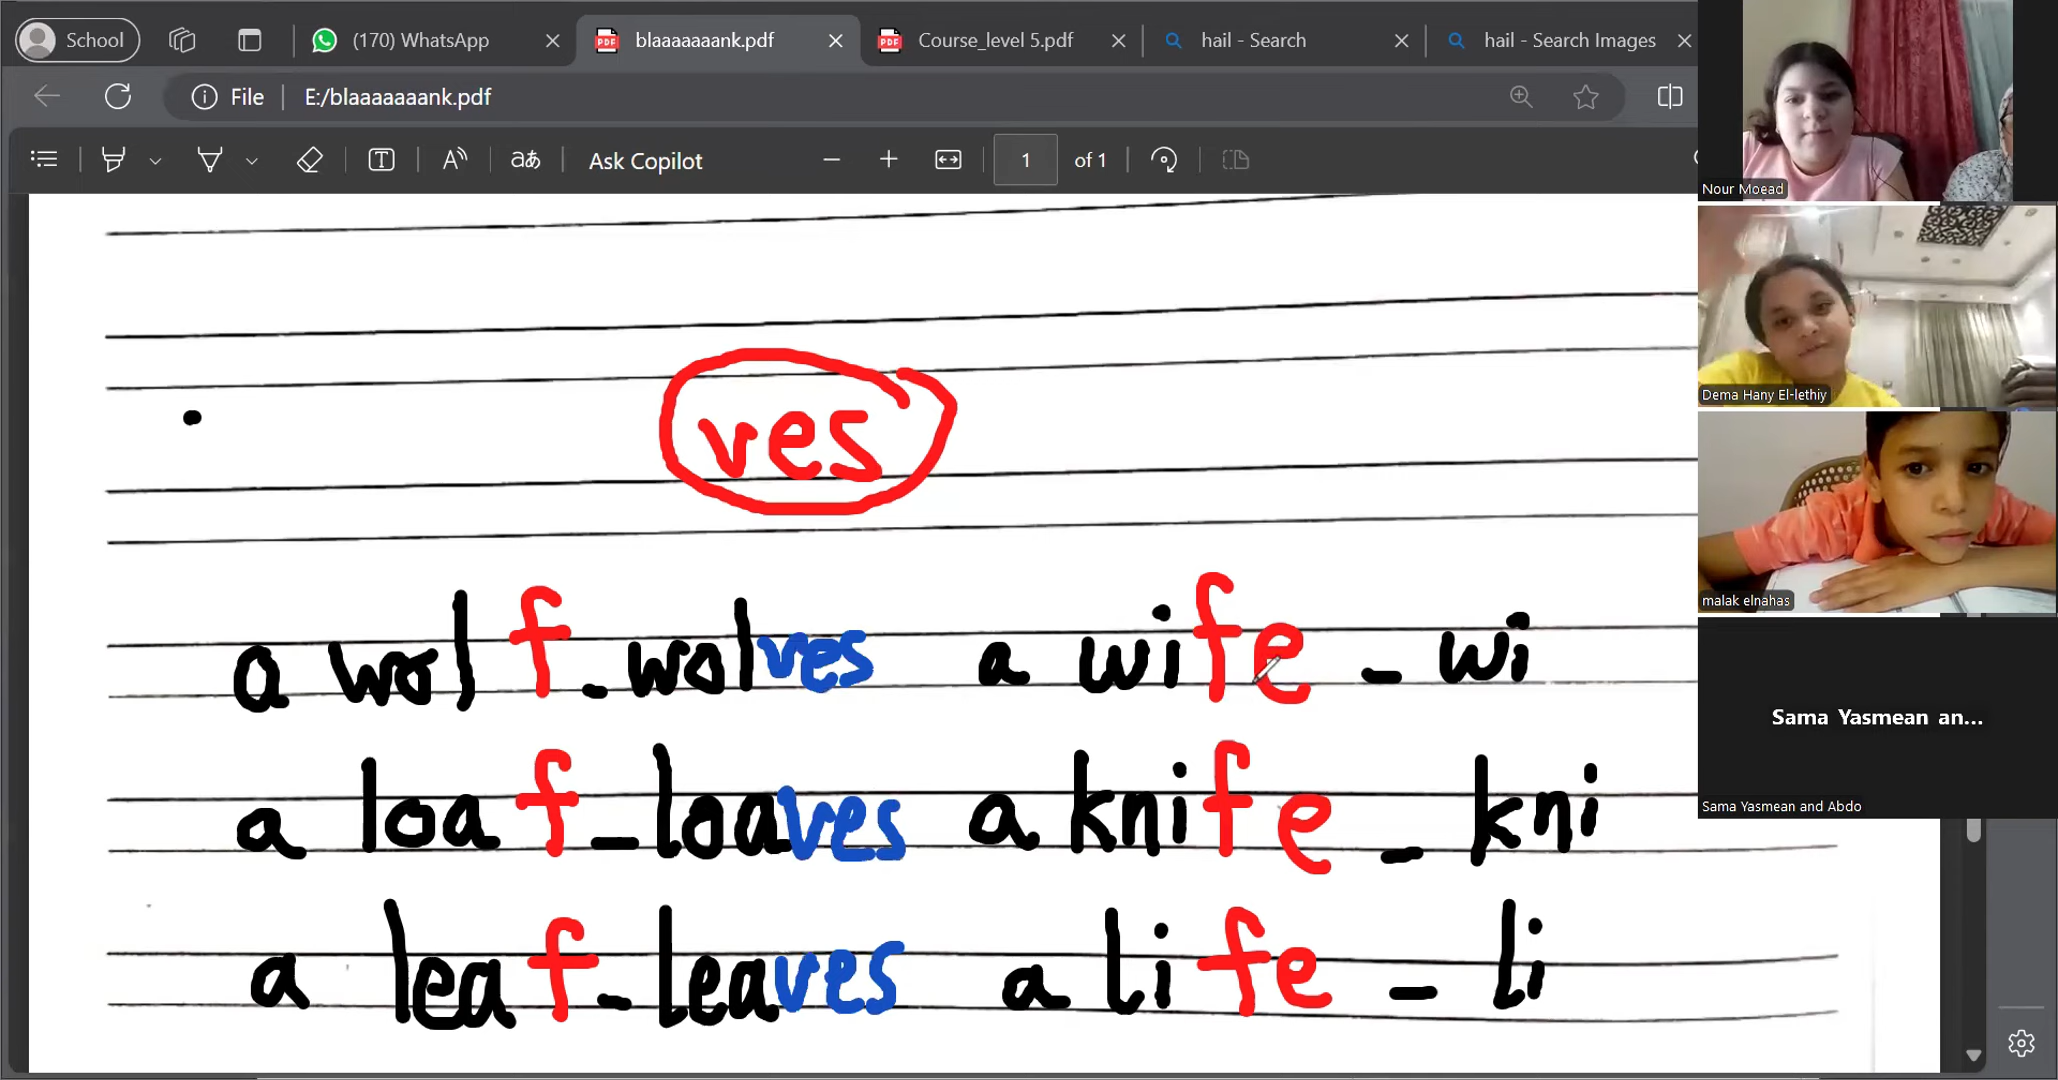 School (170) WhatsApp blaaaaaaank.pdf Course_level 5.pdf hail - Search hail - Search Images
File E:/blaaaaaaank.pdf
Ask Copilot 1 of 1
Nour Moead
Dema Hany El-lethiy
malak elnahas
Sama Yasmean an...
Sama Yasmean and Abdo
ves
a wolf - wolves a wife - wi
a loaf - loaves a knife - kni
a leaf - leaves a life - li